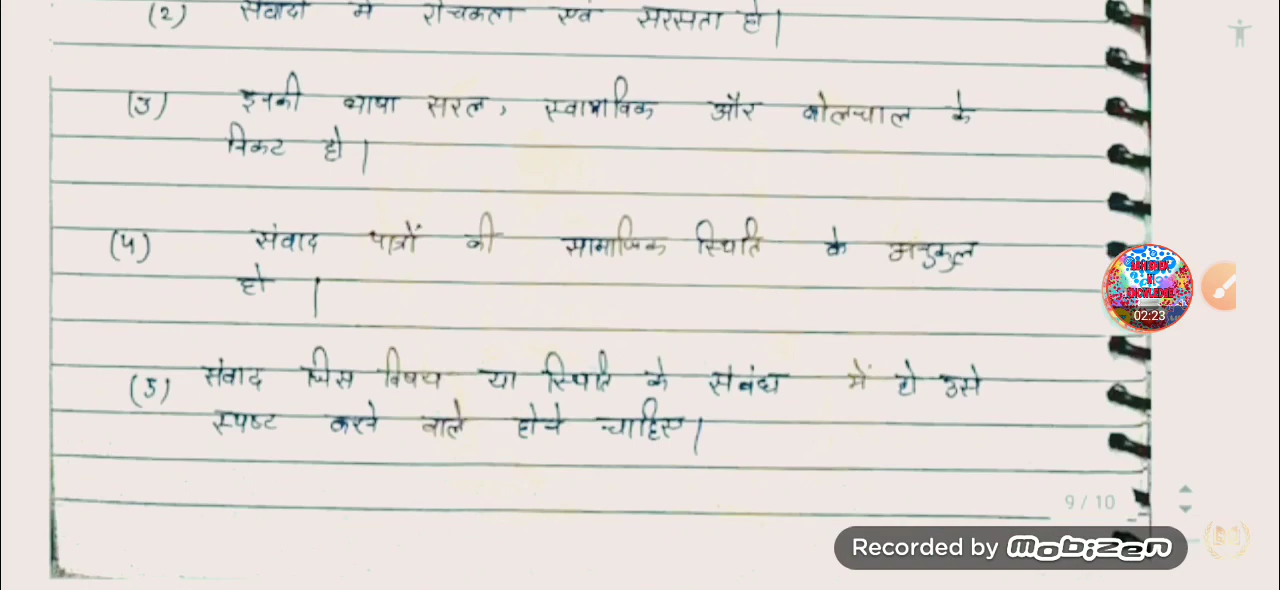 (2) संवादों में रोचकता एवं सरसता हो।
(3) इनकी भाषा सरल, स्वाभाविक और बोलचाल के
निकट हो।
(4) संवाद पात्रों की सामाजिक स्थिति के अनुकुल
हो।
(5) संवाद जिस विषय या स्थिति के संबंध में हो उसे
स्पष्ट करने वाले होने चाहिए।
02:23
9 / 10
Recorded by MOBIZEN